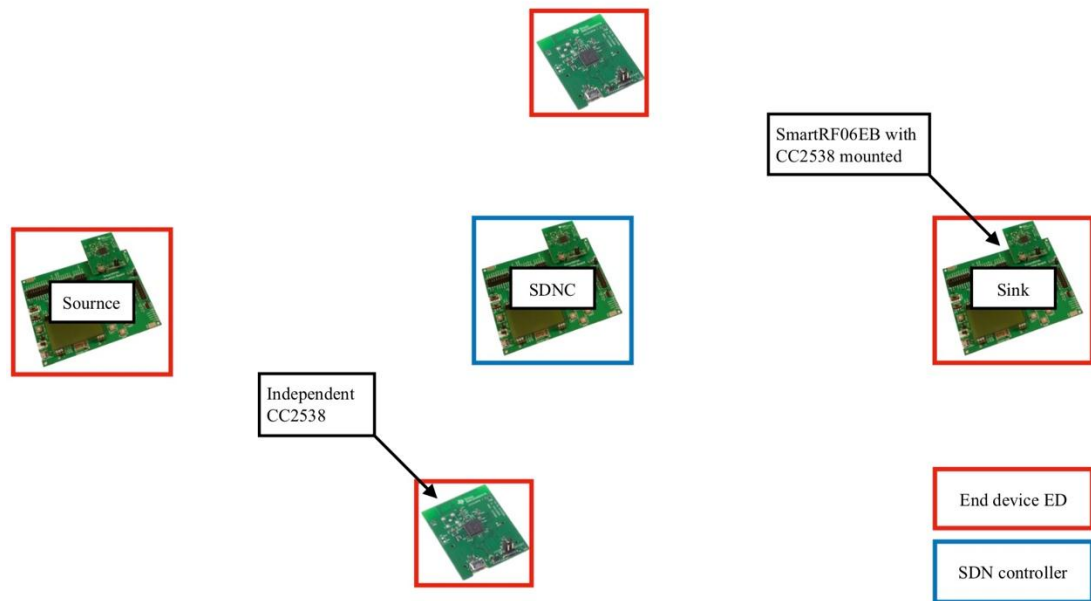 SmartRF06EB with
CC2538 mounted
Sournce
SDNC
Sink
Independent
CC2538
End device ED
SDN controller